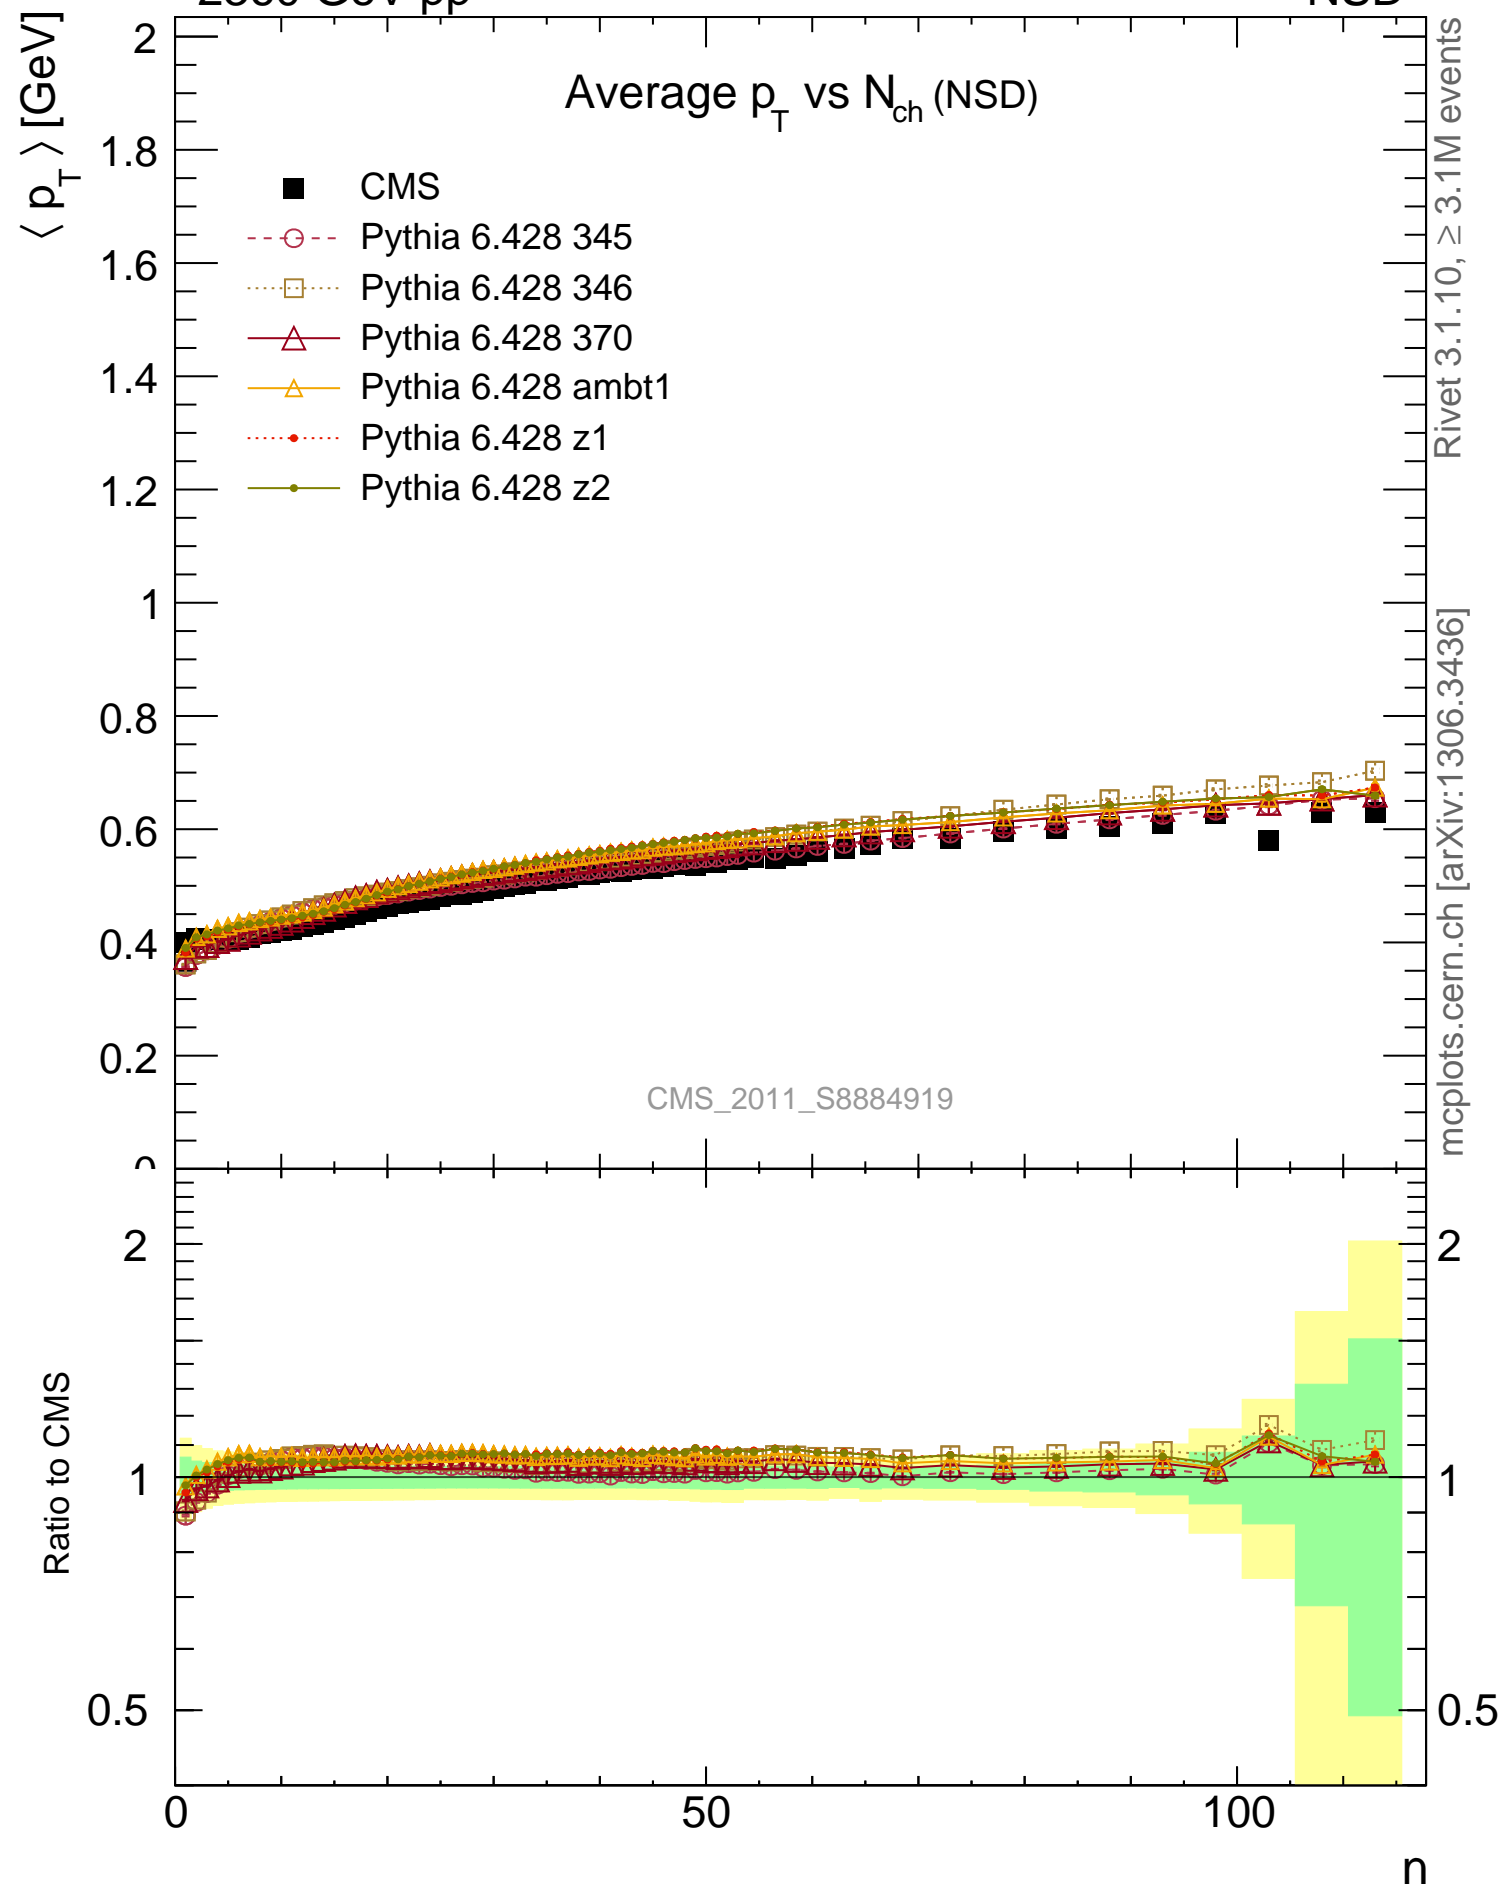 ⟨ p_T ⟩ [GeV]
Average p_T vs N_ch (NSD)
CMS
Pythia 6.428 345
Pythia 6.428 346
Pythia 6.428 370
Pythia 6.428 ambt1
Pythia 6.428 z1
Pythia 6.428 z2
2
1.8
1.6
1.4
1.2
1
0.8
0.6
0.4
0.2
0
CMS_2011_S8884919
Rivet 3.1.10, ≥ 3.1M events
mcplots.cern.ch [arXiv:1306.3436]
Ratio to CMS
2
1
0.5
2
1
0.5
0
50
100
n